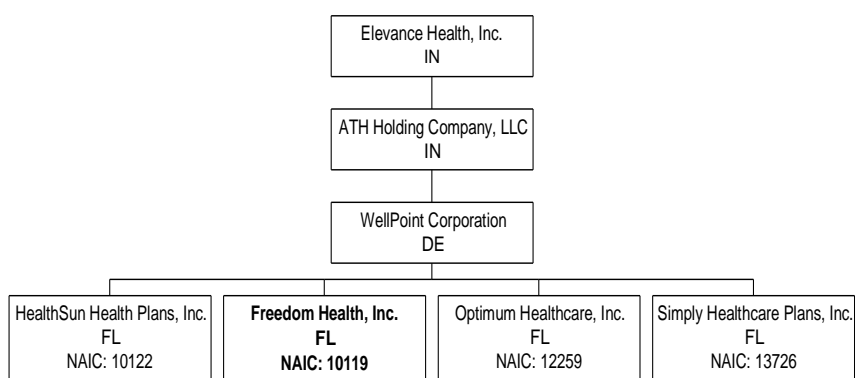 Elevance Health, Inc.
IN
ATH Holding Company, LLC
IN
WellPoint Corporation
DE
HealthSun Health Plans, Inc.
FL
NAIC: 10122
Freedom Health, Inc.
FL
NAIC: 10119
Optimum Healthcare, Inc.
FL
NAIC: 12259
Simply Healthcare Plans, Inc.
FL
NAIC: 13726